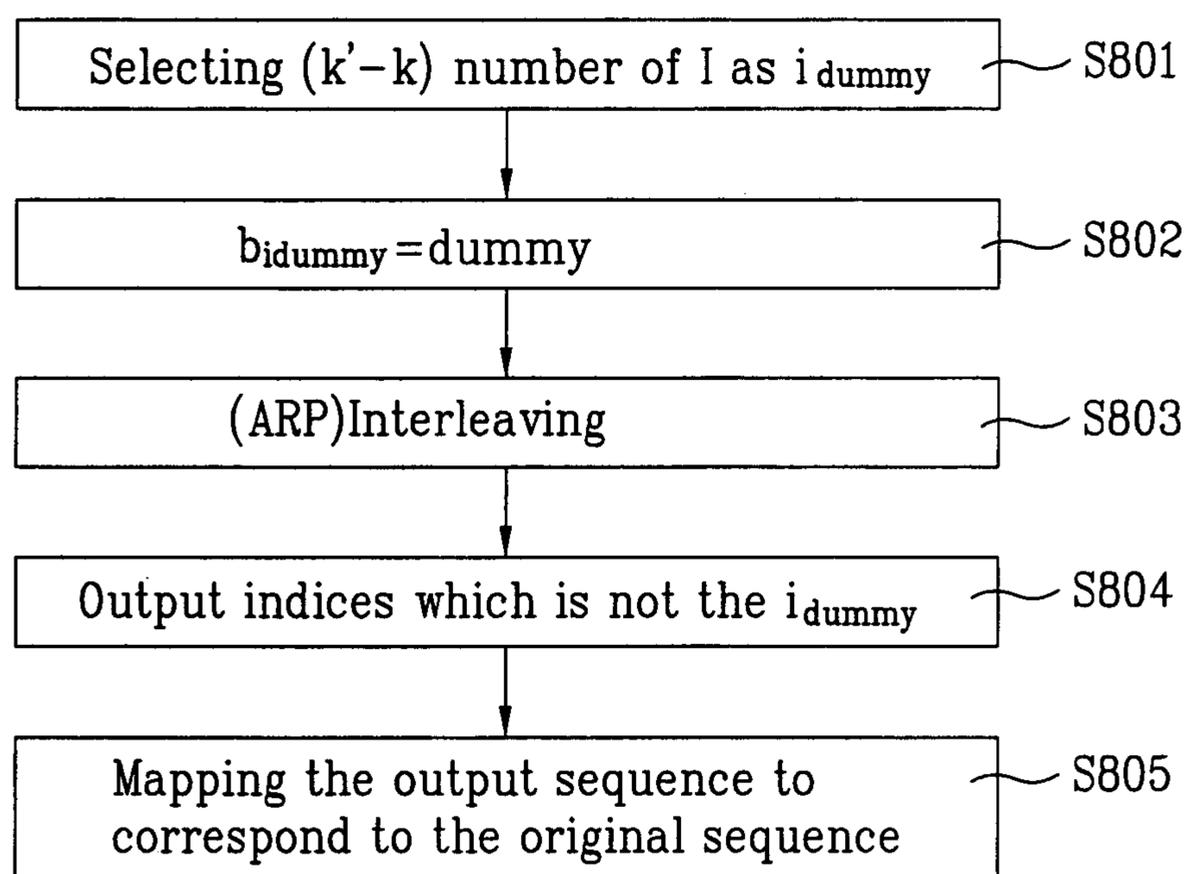 Selecting (k'-k) number of I as i dummy S801
bidummy=dummy S802
(ARP)Interleaving S803
Output indices which is not the idummy S804
Mapping the output sequence to S805
correspond to the original sequence